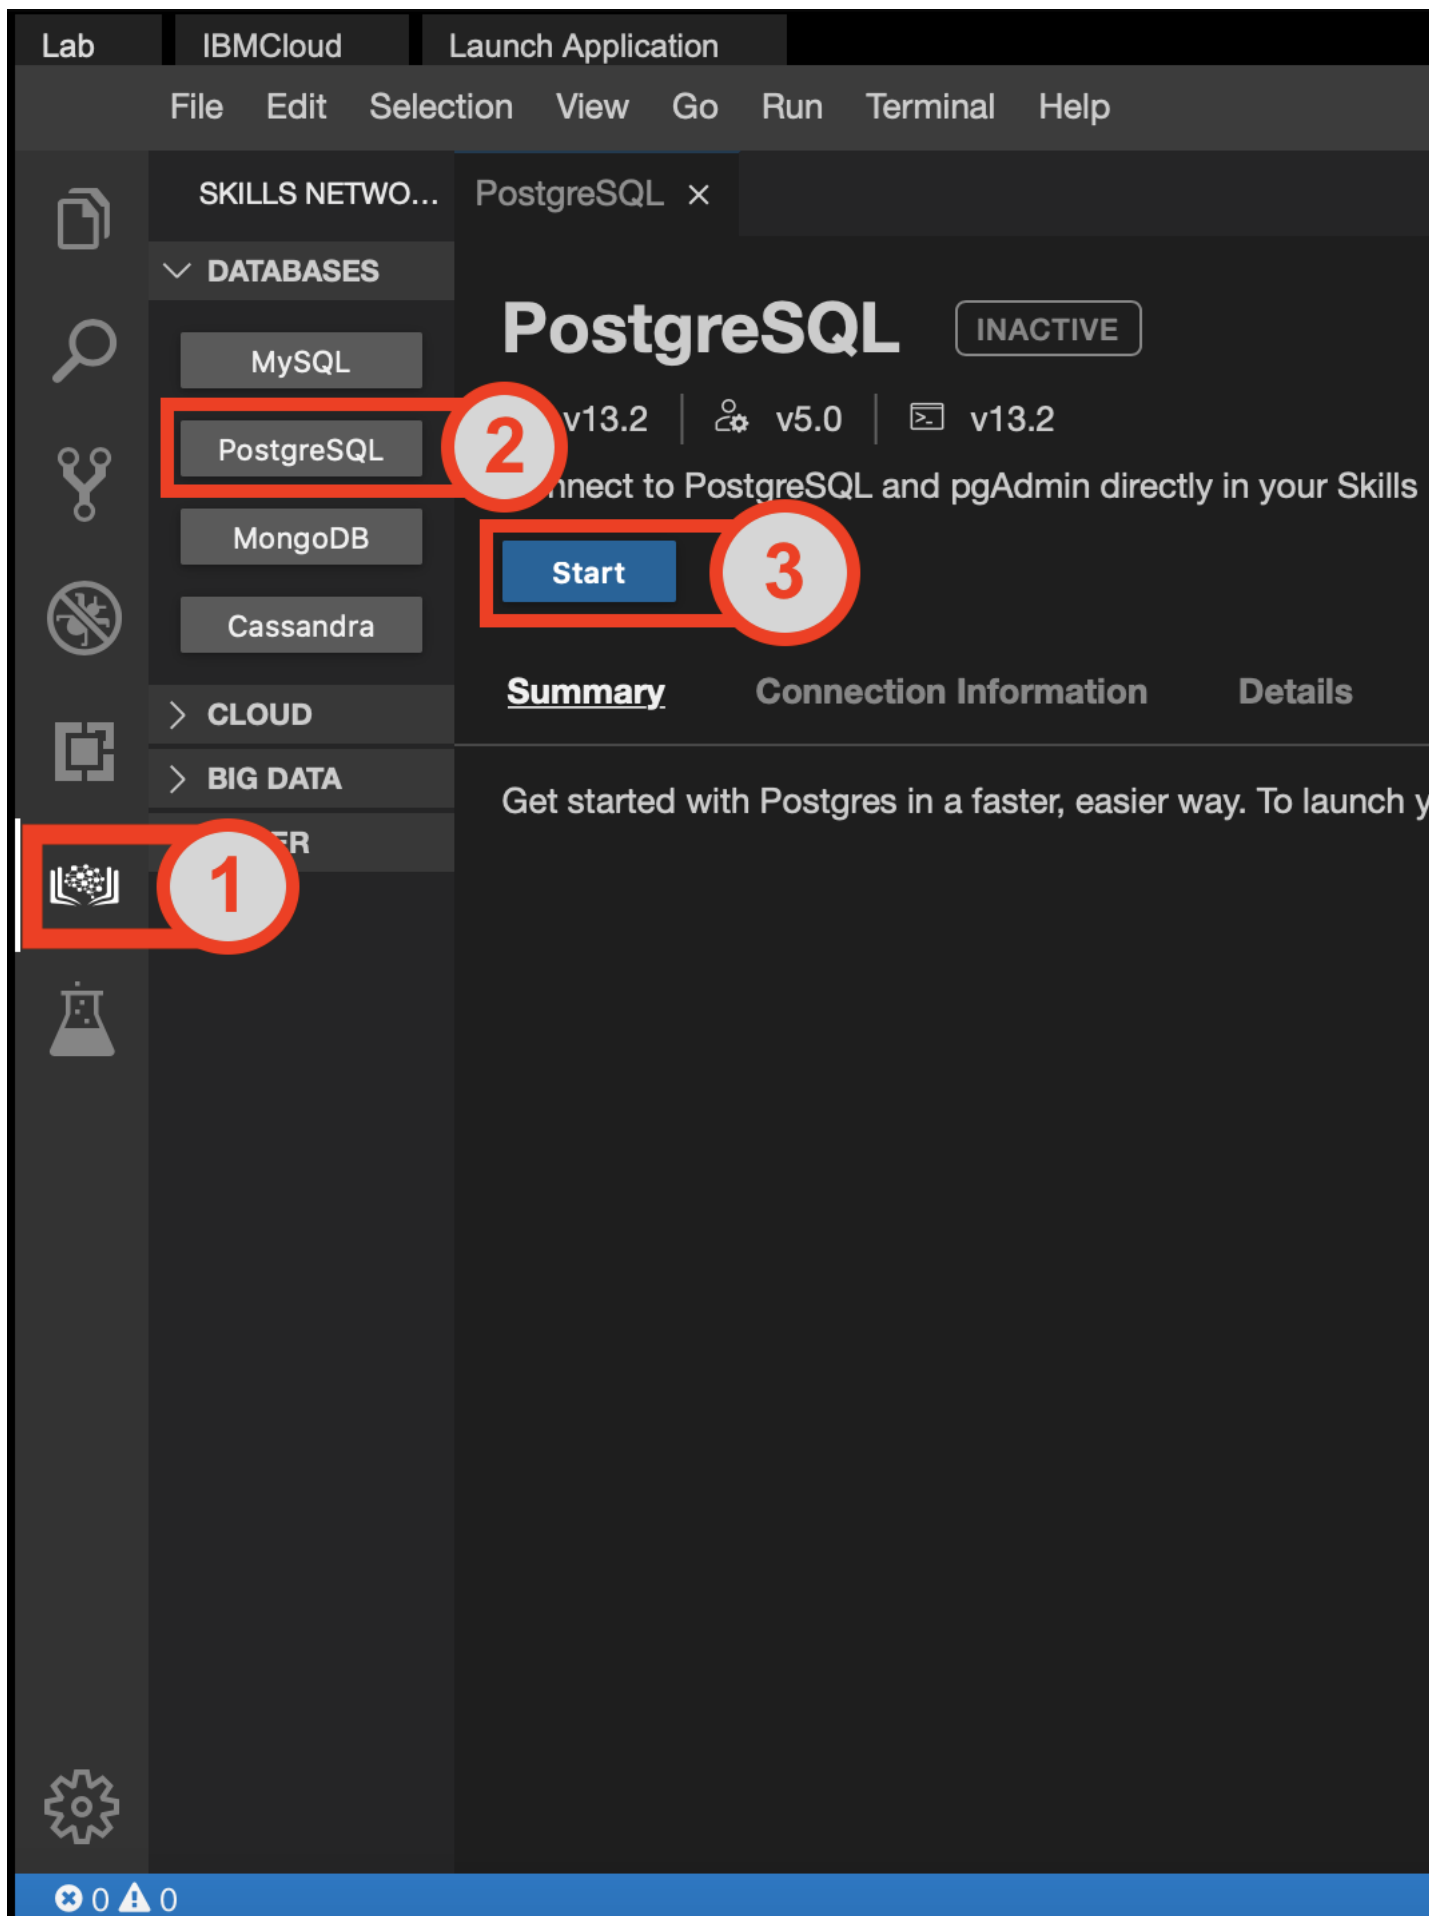 Lab IBMCloud Launch Application
File Edit Selection View Go Run Terminal Help
SKILLS NETWO...
DATABASES
MySQL
PostgreSQL
MongoDB
Cassandra
CLOUD
BIG DATA
1
2
PostgreSQL ×
PostgreSQL INACTIVE
v13.2 v5.0 v13.2
to PostgreSQL and pgAdmin directly in your Skills
Start
3
Summary Connection Information Details
Get started with Postgres in a faster, easier way. To launch
0 0